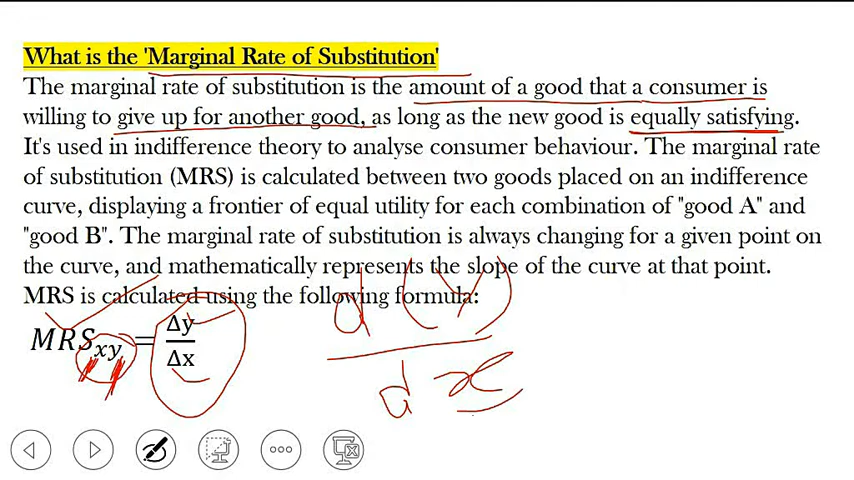 What is the 'Marginal Rate of Substitution'
The marginal rate of substitution is the amount of a good that a consumer is
willing to give up for another good, as long as the new good is equally satisfying.
It's used in indifference theory to analyse consumer behaviour. The marginal rate
of substitution (MRS) is calculated between two goods placed on an indifference
curve, displaying a frontier of equal utility for each combination of "good A" and
"good B". The marginal rate of substitution is always changing for a given point on
the curve, and mathematically represents the slope of the curve at that point.
MRS is calculated using the following formula:
MRSxy = Δy/Δx
d (y)
d x